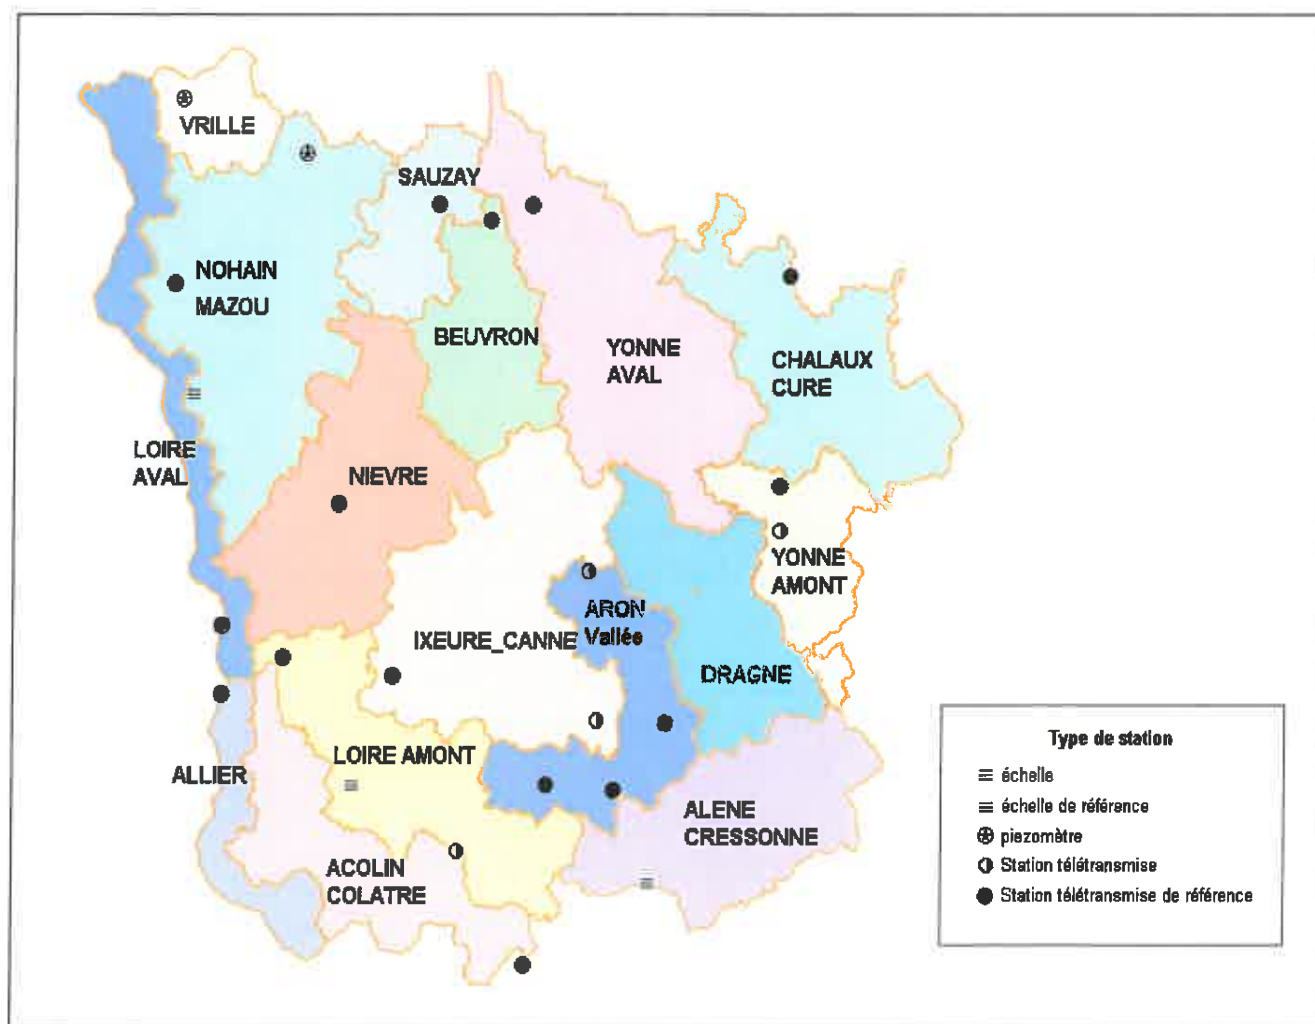 VRILLE
SAUZAY
NOHAIN
MAZOU
BEUVRON
YONNE
AVAL
CHALAUX
CURE
LOIRE
AVAL
NIEVRE
YONNE
AMONT
ARON
Vallée
IXEURE_CANNE
DRAGNE
LOIRE AMONT
ALLIER
ALENE
CRESSONNE
ACOLIN
COLATRE
Type de station
échelle
échelle de référence
piezomètre
Station télétransmise
Station télétransmise de référence